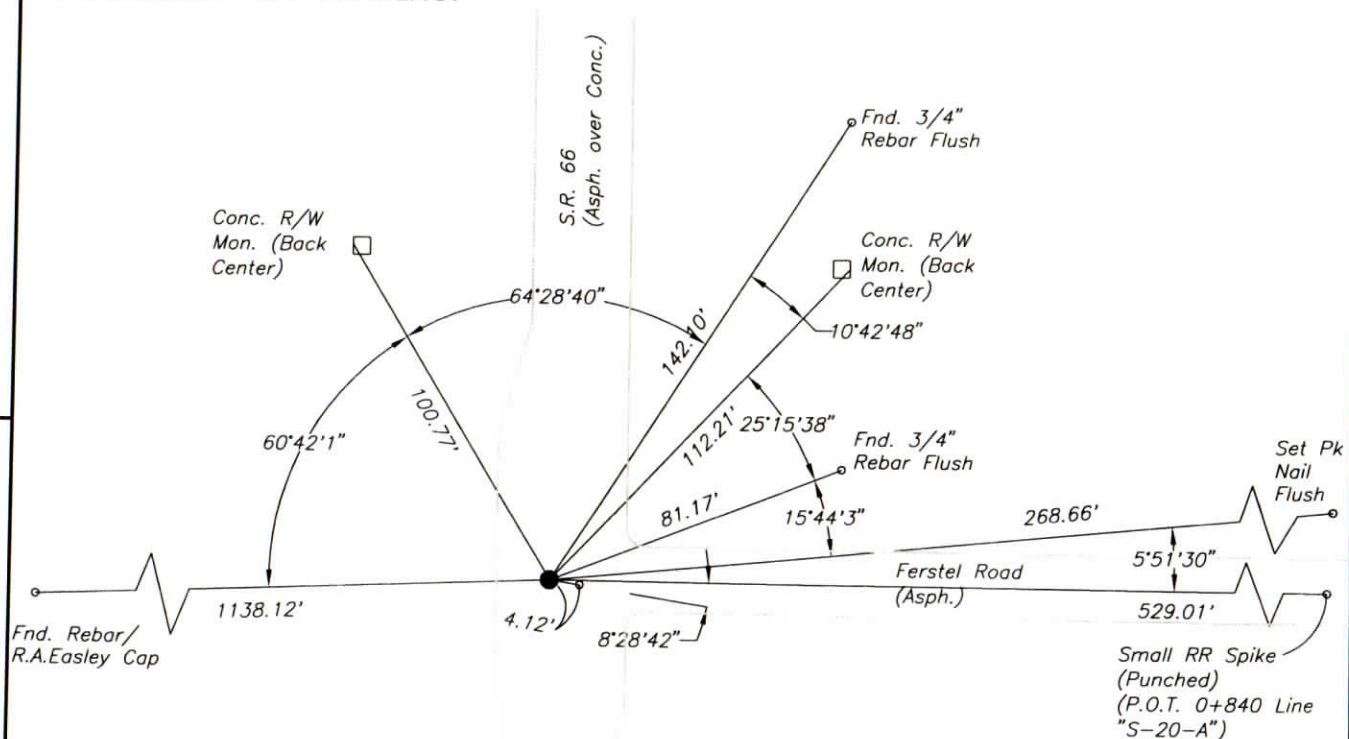 S.R. 66
(Asph. over Conc.)
Fnd. 3/4"
Rebar Flush
Conc. R/W
Mon. (Back
Center)
Conc. R/W
Mon. (Back
Center)
64°28'40"
142.10'
10°42'48"
100.77'
112.21'
25°15'38"
60°42'1"
Fnd. 3/4"
Rebar Flush
Set Pk
Nail
Flush
81.17'
15°44'3"
268.66'
5°51'30"
Ferstel Road
(Asph.)
1138.12'
529.01'
4.12'
8°28'42"
Fnd. Rebar/
R.A.Easley Cap
Small RR Spike
(Punched)
(P.O.T. 0+840 Line
"S-20-A")